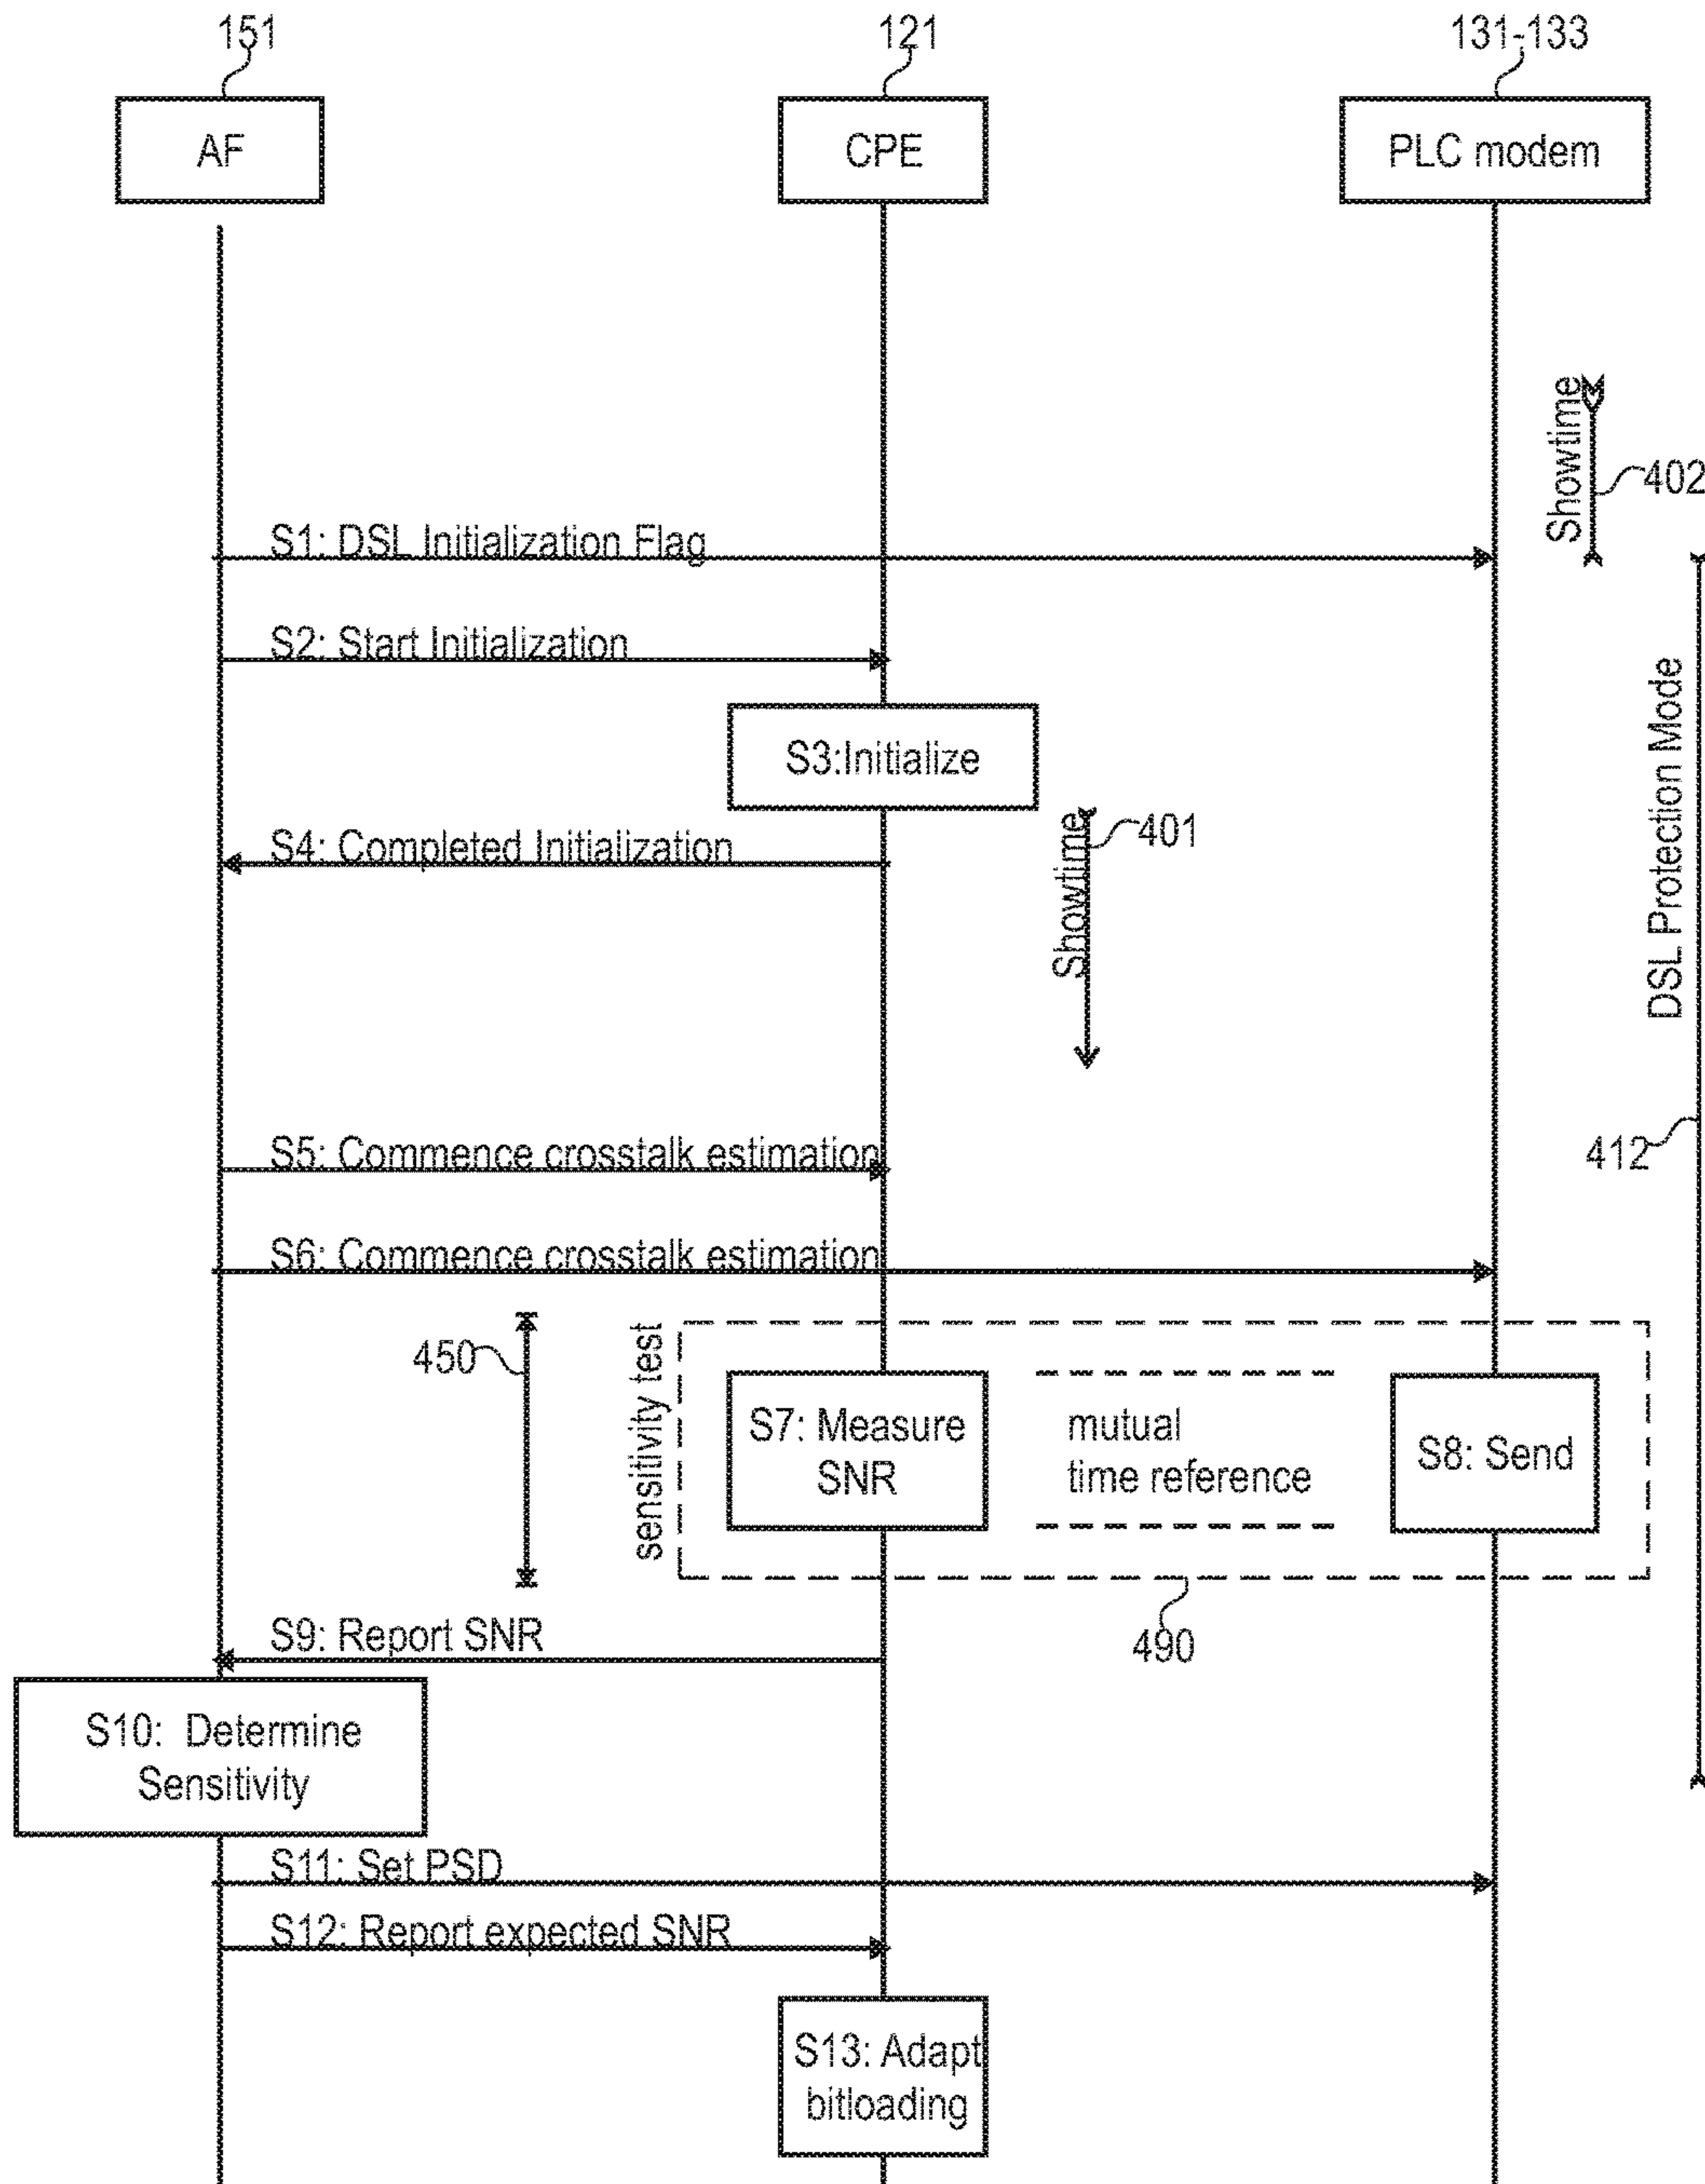 151
121
131-133
AF
CPE
PLC modem
Showtime
402
S1: DSL Initialization Flag
S2: Start Initialization
DSL Protection Mode
S3:Initialize
401
S4: Completed Initialization
Showtime
S5: Commence crosstalk estimation
412
S6: Commence crosstalk estimation
450
sensitivity test
S7: Measure
SNR
mutual
time reference
S8: Send
S9: Report SNR
490
S10: Determine
Sensitivity
S11: Set PSD
S12: Report expected SNR
S13: Adapt
bitloading